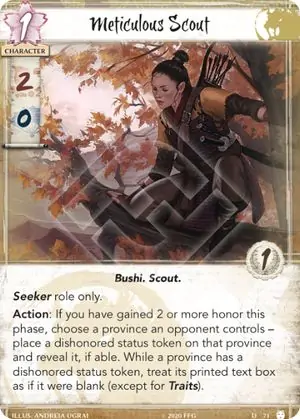 1
Meticulous Scout
CHARACTER
2
0
Bushi. Scout.
1
Seeker role only.
Action: If you have gained 2 or more honor this
phase, choose a province an opponent controls –
place a dishonored status token on that province
and reveal it, if able. While a province has a
dishonored status token, treat its printed text box
as if it were blank (except for Traits).
ILLUS: ANDREIA UGRAI
© 2020 FFG
D 71